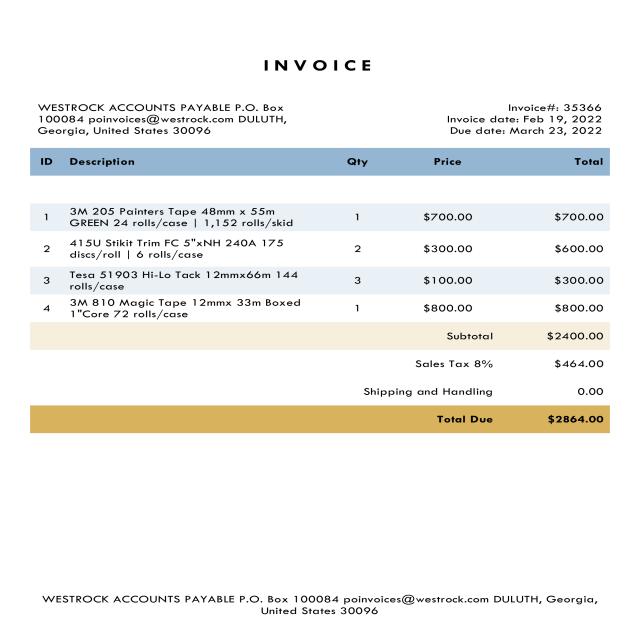 INVOICE
WESTROCK ACCOUNTS PAYABLE P.O. Box
100084 poinvoices@westrock.com DULUTH,
Georgia, United States 30096
Invoice#: 35366
Invoice date: Feb 19, 2022
Due date: March 23, 2022
ID Description Qty Price Total
1 3M 205 Painters Tape 48mm x 55m
GREEN 24 rolls/case | 1,152 rolls/skid 1 $700.00 $700.00
2 415U Stikit Trim FC 5"xNH 240A 175
discs/roll | 6 rolls/case 2 $300.00 $600.00
3 Tesa 51903 Hi-Lo Tack 12mmx66m 144
rolls/case 3 $100.00 $300.00
4 3M 810 Magic Tape 12mmx 33m Boxed
1"Core 72 rolls/case 1 $800.00 $800.00
Subtotal $2400.00
Sales Tax 8% $464.00
Shipping and Handling 0.00
Total Due $2864.00
WESTROCK ACCOUNTS PAYABLE P.O. Box 100084 poinvoices@westrock.com DULUTH, Georgia,
United States 30096